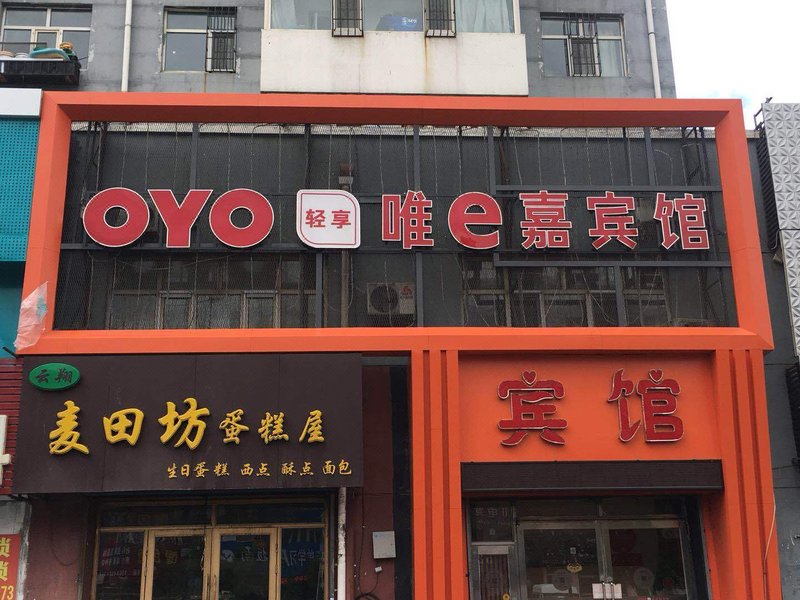 OYO 轻享 唯e嘉宾馆
云翔
麦田坊蛋糕屋
生日蛋糕 西点 酥点 面包
宾馆
73